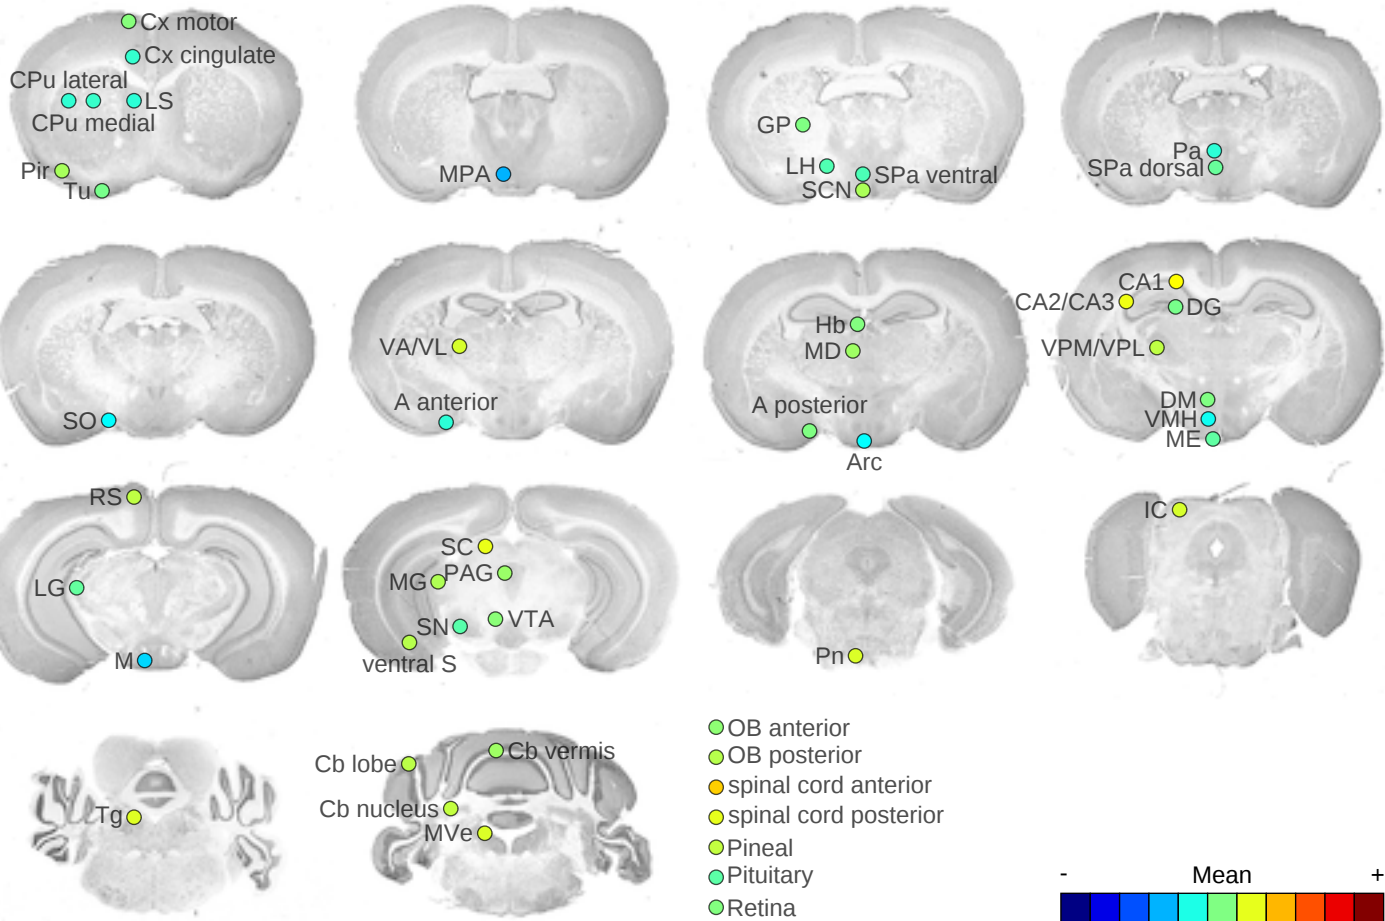 Cx motor
Cx cingulate
CPu lateral
LS
CPu medial
Pir
Tu
MPA
GP
LH
SPa ventral
SCN
Pa
SPa dorsal
SO
VA/VL
A anterior
Hb
MD
A posterior
Arc
CA1
CA2/CA3
DG
VPM/VPL
DM
VMH
ME
RS
LG
M
SC
MG
PAG
SN
VTA
ventral S
Pn
IC
Tg
Cb lobe
Cb vermis
Cb nucleus
MVe
OB anterior
OB posterior
spinal cord anterior
spinal cord posterior
Pineal
Pituitary
Retina
- Mean +